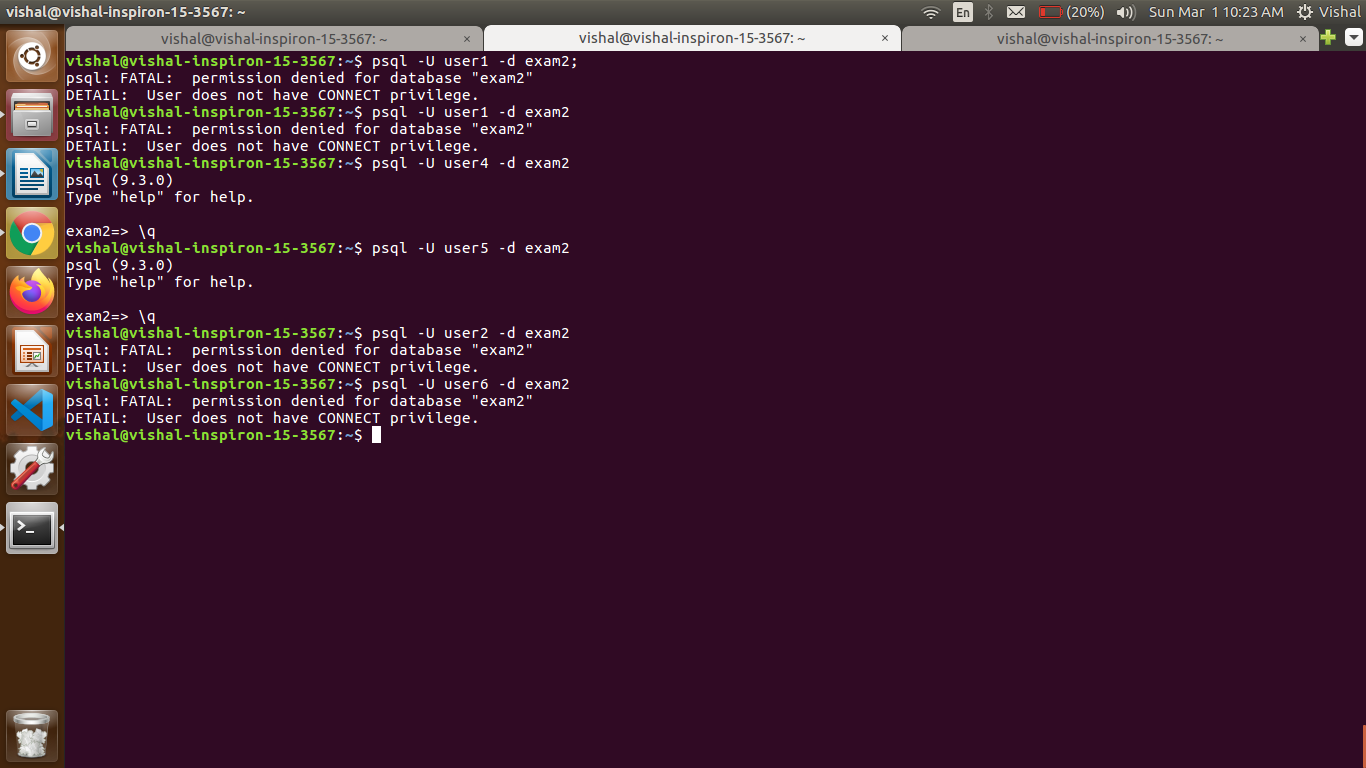 vishal@vishal-inspiron-15-3567: ~
En
(20%)
Sun Mar 1 10:23 AM
Vishal
vishal@vishal-inspiron-15-3567: ~ ×
vishal@vishal-inspiron-15-3567: ~ ×
vishal@vishal-inspiron-15-3567: ~ ×
vishal@vishal-inspiron-15-3567:~$ psql -U user1 -d exam2;
psql: FATAL:  permission denied for database "exam2"
DETAIL:  User does not have CONNECT privilege.
vishal@vishal-inspiron-15-3567:~$ psql -U user1 -d exam2
psql: FATAL:  permission denied for database "exam2"
DETAIL:  User does not have CONNECT privilege.
vishal@vishal-inspiron-15-3567:~$ psql -U user4 -d exam2
psql (9.3.0)
Type "help" for help.
exam2=> \q
vishal@vishal-inspiron-15-3567:~$ psql -U user5 -d exam2
psql (9.3.0)
Type "help" for help.
exam2=> \q
vishal@vishal-inspiron-15-3567:~$ psql -U user2 -d exam2
psql: FATAL:  permission denied for database "exam2"
DETAIL:  User does not have CONNECT privilege.
vishal@vishal-inspiron-15-3567:~$ psql -U user6 -d exam2
psql: FATAL:  permission denied for database "exam2"
DETAIL:  User does not have CONNECT privilege.
vishal@vishal-inspiron-15-3567:~$